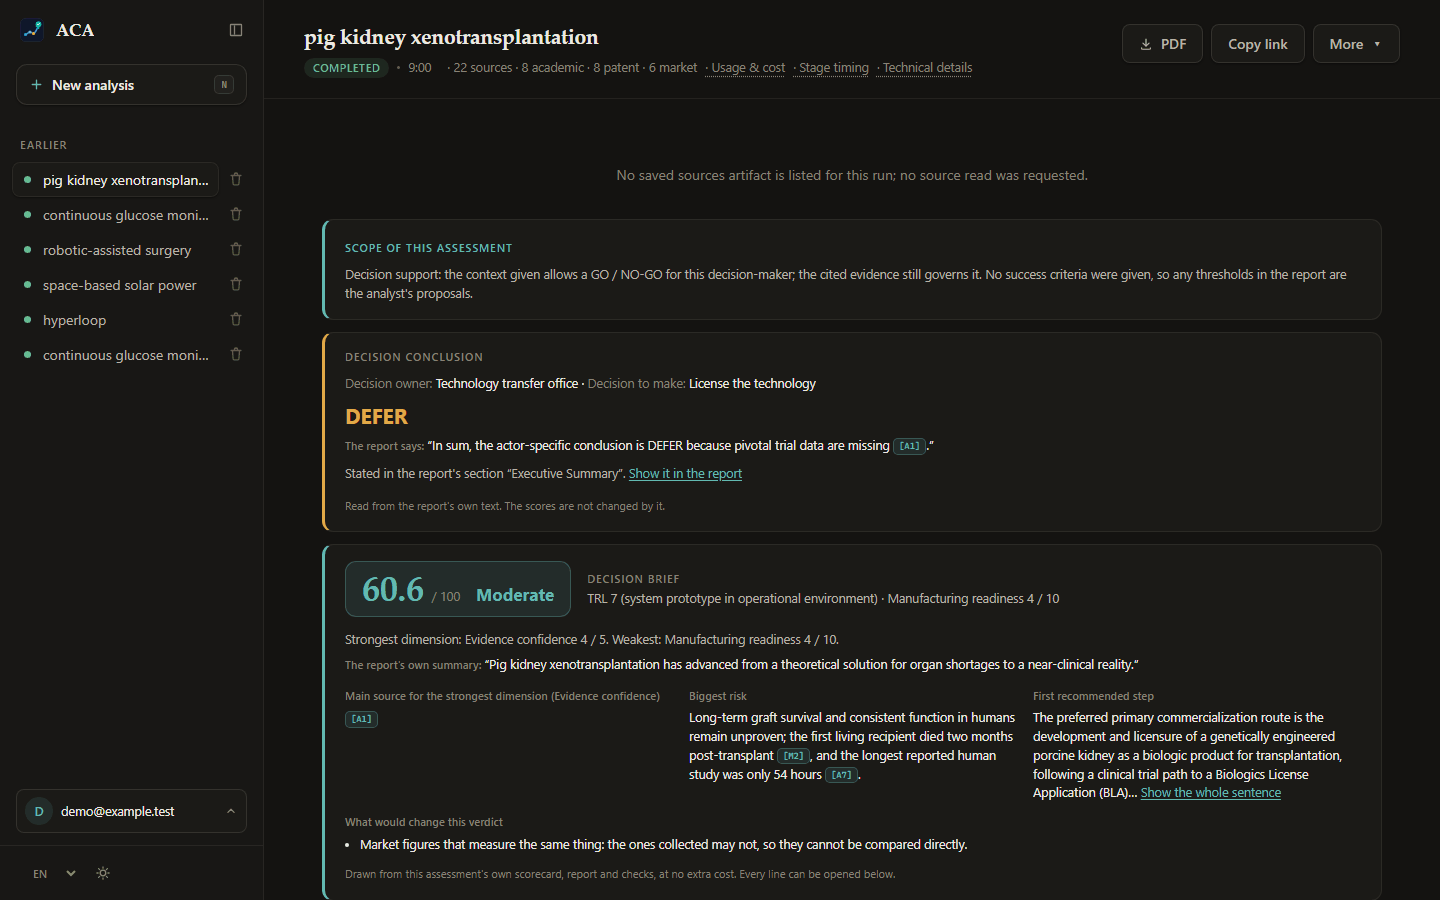 ACA
New analysis N
EARLIER
pig kidney xenotransplan...
continuous glucose moni...
robotic-assisted surgery
space-based solar power
hyperloop
continuous glucose moni...
D demo@example.test
EN
pig kidney xenotransplantation
COMPLETED • 9:00 · 22 sources · 8 academic · 8 patent · 6 market · Usage & cost · Stage timing · Technical details
PDF
Copy link
More
No saved sources artifact is listed for this run; no source read was requested.
SCOPE OF THIS ASSESSMENT
Decision support: the context given allows a GO / NO-GO for this decision-maker; the cited evidence still governs it. No success criteria were given, so any thresholds in the report are
the analyst's proposals.
DECISION CONCLUSION
Decision owner: Technology transfer office · Decision to make: License the technology
DEFER
The report says: “In sum, the actor-specific conclusion is DEFER because pivotal trial data are missing [A1].”
Stated in the report's section “Executive Summary”. Show it in the report
Read from the report's own text. The scores are not changed by it.
60.6 / 100 Moderate
DECISION BRIEF
TRL 7 (system prototype in operational environment) · Manufacturing readiness 4 / 10
Strongest dimension: Evidence confidence 4 / 5. Weakest: Manufacturing readiness 4 / 10.
The report's own summary: “Pig kidney xenotransplantation has advanced from a theoretical solution for organ shortages to a near-clinical reality.”
Main source for the strongest dimension (Evidence confidence)
[A1]
Biggest risk
Long-term graft survival and consistent function in humans
remain unproven; the first living recipient died two months
post-transplant [M2], and the longest reported human
study was only 54 hours [A7].
First recommended step
The preferred primary commercialization route is the
development and licensure of a genetically engineered
porcine kidney as a biologic product for transplantation,
following a clinical trial path to a Biologics License
Application (BLA)... Show the whole sentence
What would change this verdict
• Market figures that measure the same thing: the ones collected may not, so they cannot be compared directly.
Drawn from this assessment's own scorecard, report and checks, at no extra cost. Every line can be opened below.